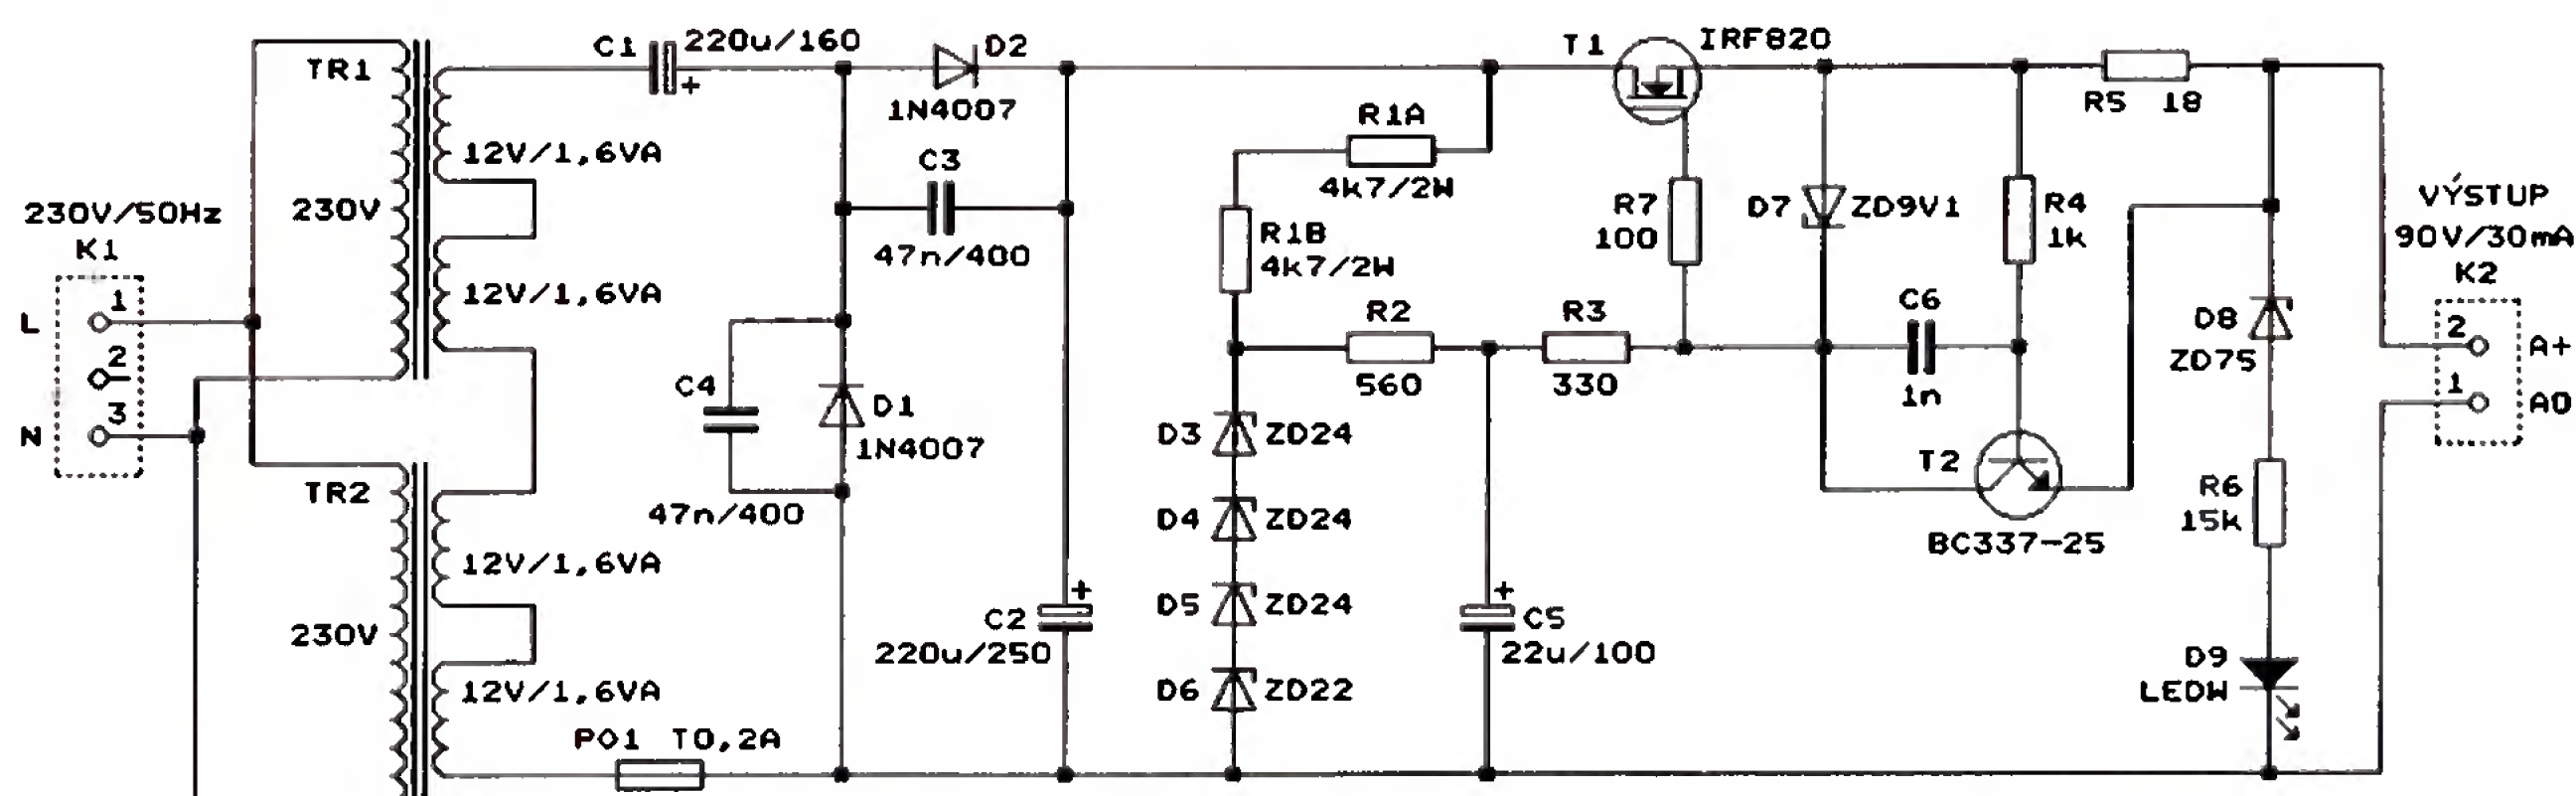 TR1
230V
TR2
230V
230V/50Hz
K1
L
1
2
3
N
12V/1,6VA
12V/1,6VA
12V/1,6VA
12V/1,6VA
PO1 T0,2A
C1
220u/160
D2
1N4007
C3
47n/400
C4
47n/400
D1
1N4007
C2
+
220u/250
+
R1A
4k7/2W
R1B
4k7/2W
R2
560
R3
330
D3 ZD24
D4 ZD24
D5 ZD24
D6 ZD22
+
C5
22u/100
T1
IRF820
R7
100
D7 ZD9V1
R4
1k
C6
1n
T2
BC337-25
R5 18
D8
ZD75
R6
15k
D9
LEDW
VÝSTUP
90V/30mA
K2
2
A+
1
A0